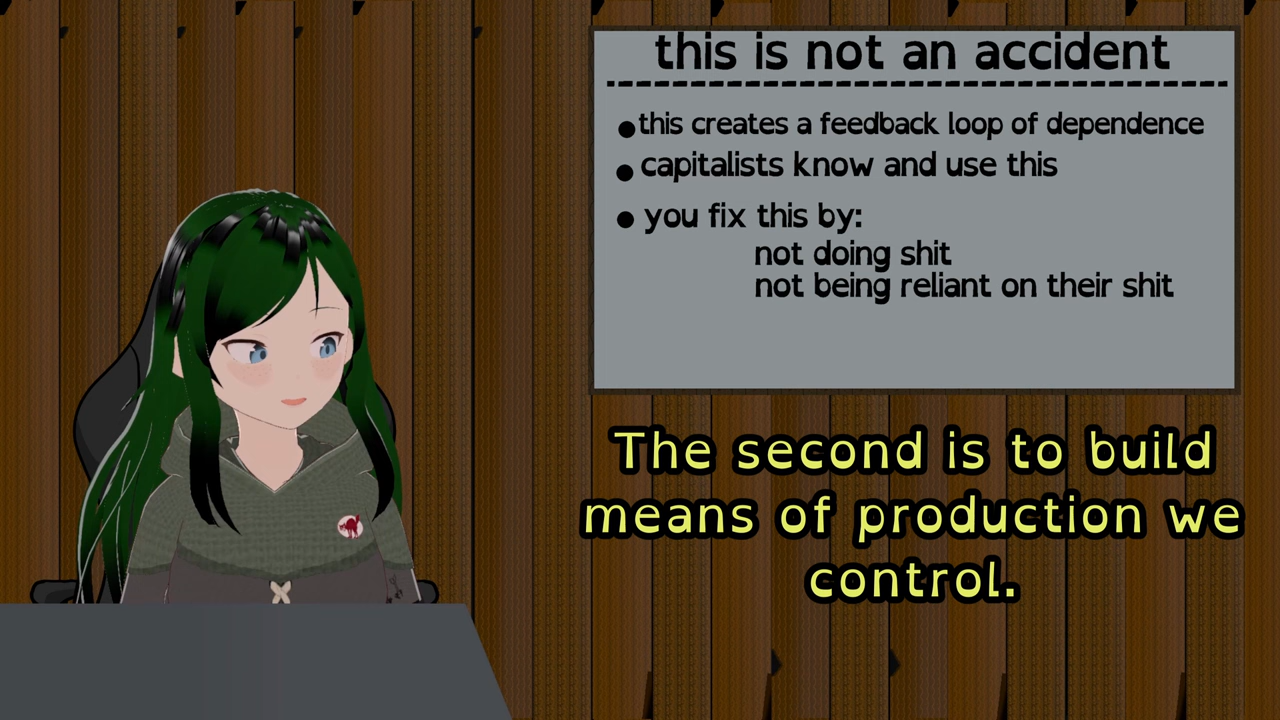 this is not an accident
this creates a feedback loop of dependence
capitalists know and use this
you fix this by:
not doing shit
not being reliant on their shit
The second is to build
means of production we
control.